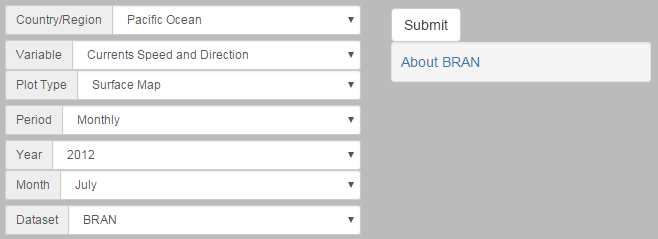 Country/Region Pacific Ocean
Variable Currents Speed and Direction
Plot Type Surface Map
Period Monthly
Year 2012
Month July
Dataset BRAN
Submit
About BRAN